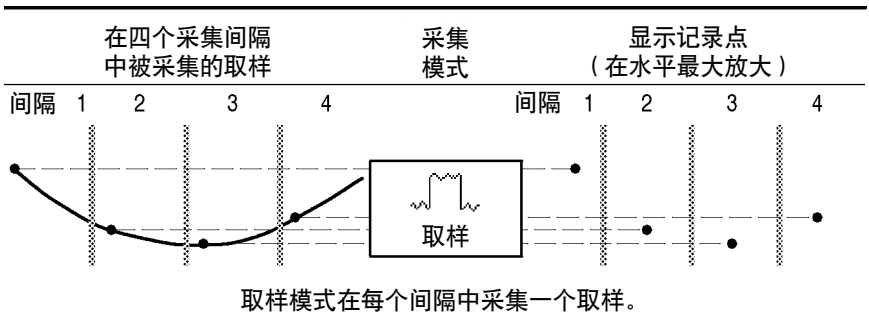 在四个采集间隔
中被采集的取样
采集
模式
显示记录点
(在水平最大放大)
间隔 1 2 3 4
间隔 1 2 3 4
取样
取样模式在每个间隔中采集一个取样。